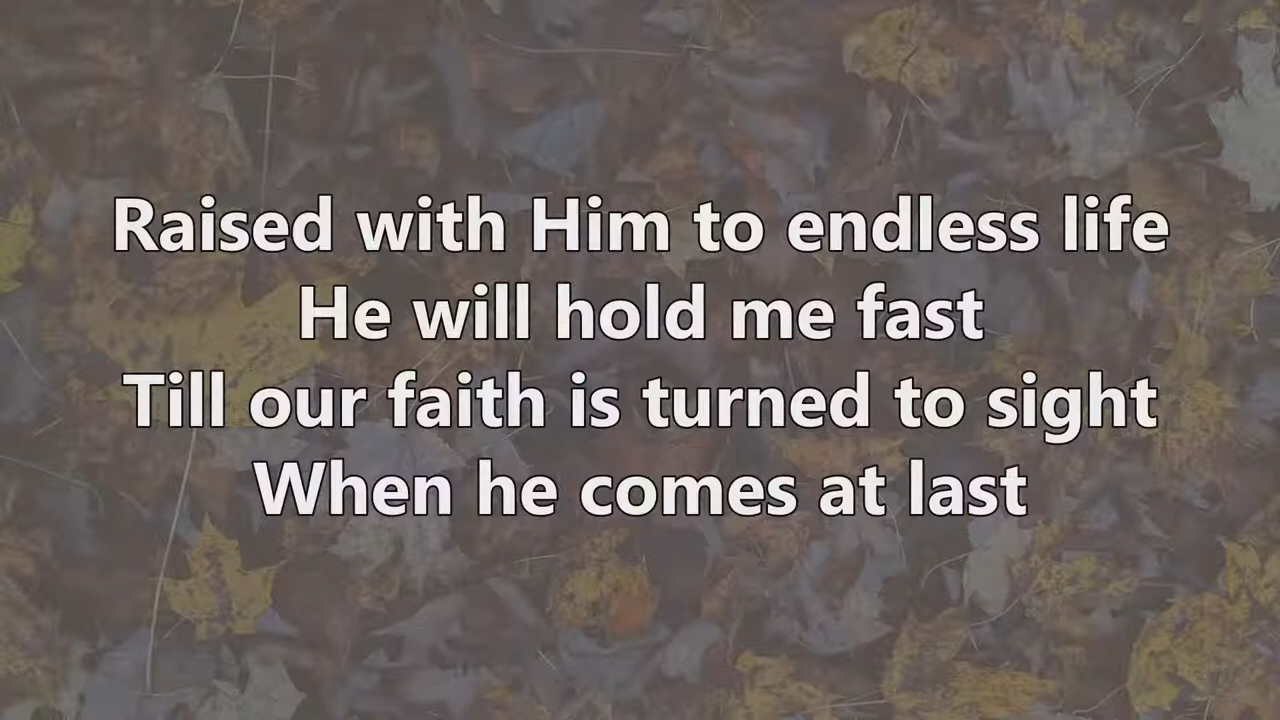 Raised with Him to endless life
He will hold me fast
Till our faith is turned to sight
When he comes at last